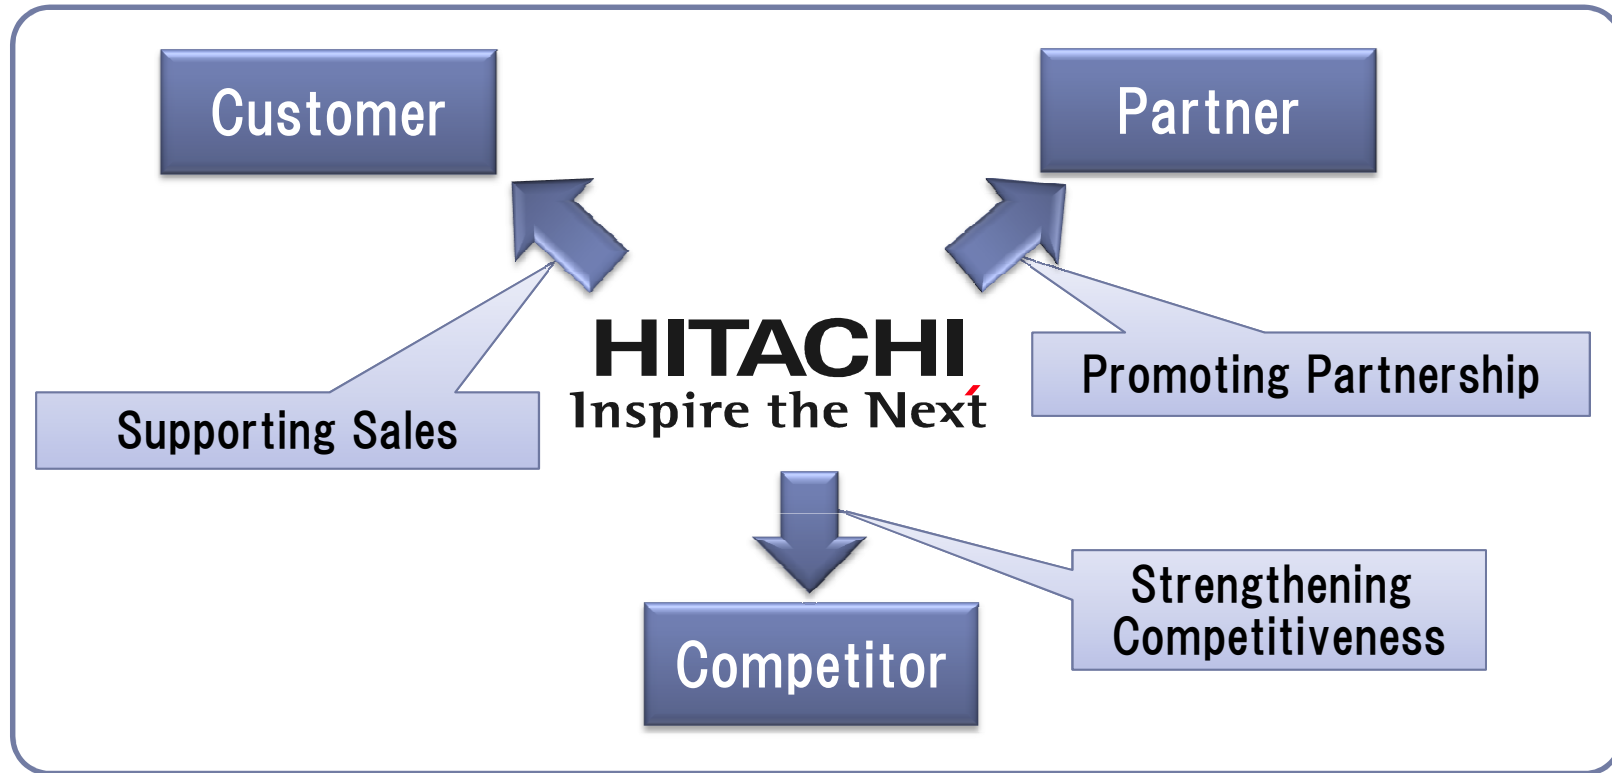 Customer
Partner
HITACHI
Inspire the Next
Promoting Partnership
Supporting Sales
Strengthening
Competitiveness
Competitor